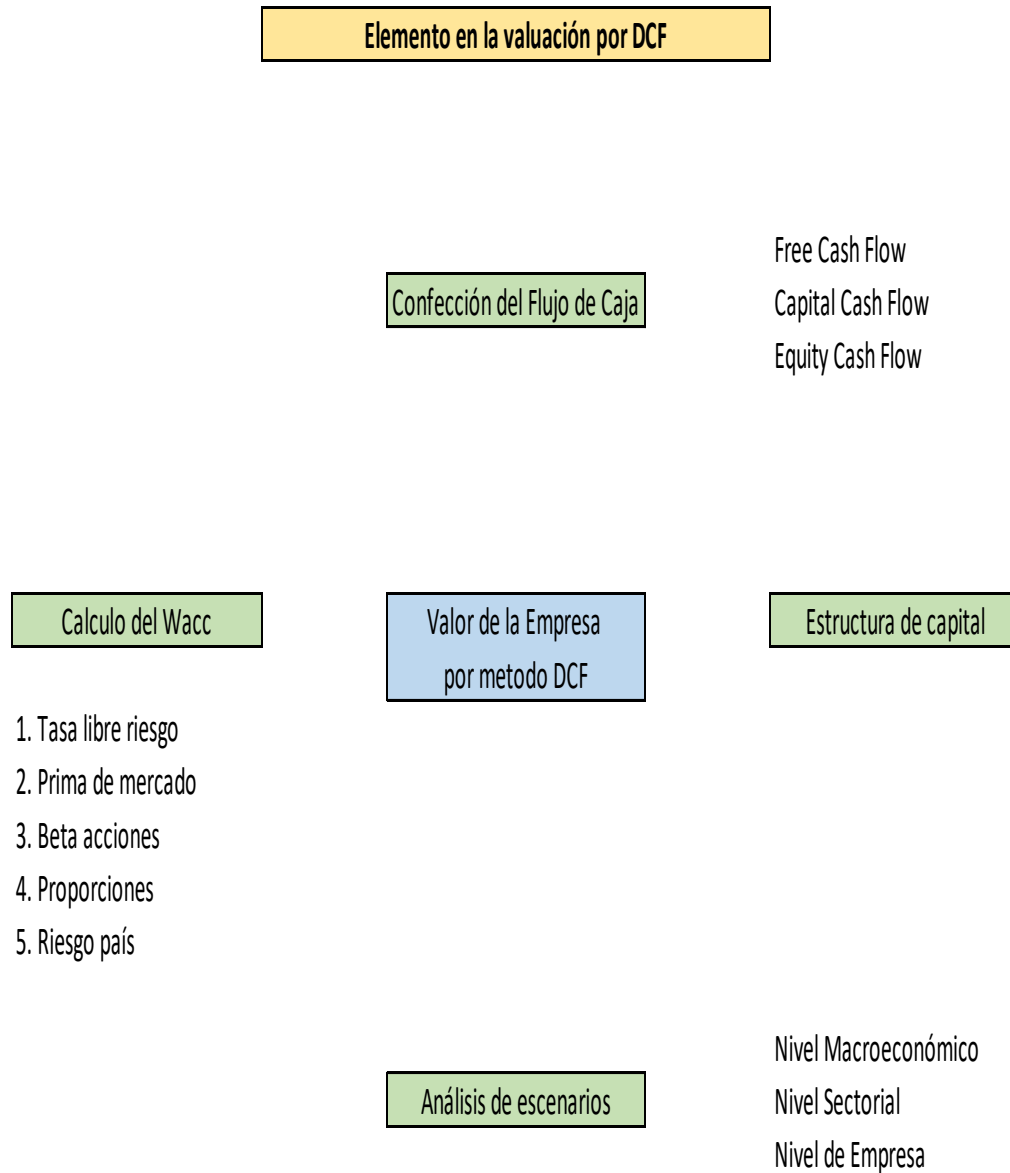 Elemento en la valuación por DCF
Free Cash Flow
Confección del Flujo de Caja
Capital Cash Flow
Equity Cash Flow
Calculo del Wacc
Valor de la Empresa
por metodo DCF
Estructura de capital
1. Tasa libre riesgo
2. Prima de mercado
3. Beta acciones
4. Proporciones
5. Riesgo país
Nivel Macroeconómico
Análisis de escenarios
Nivel Sectorial
Nivel de Empresa